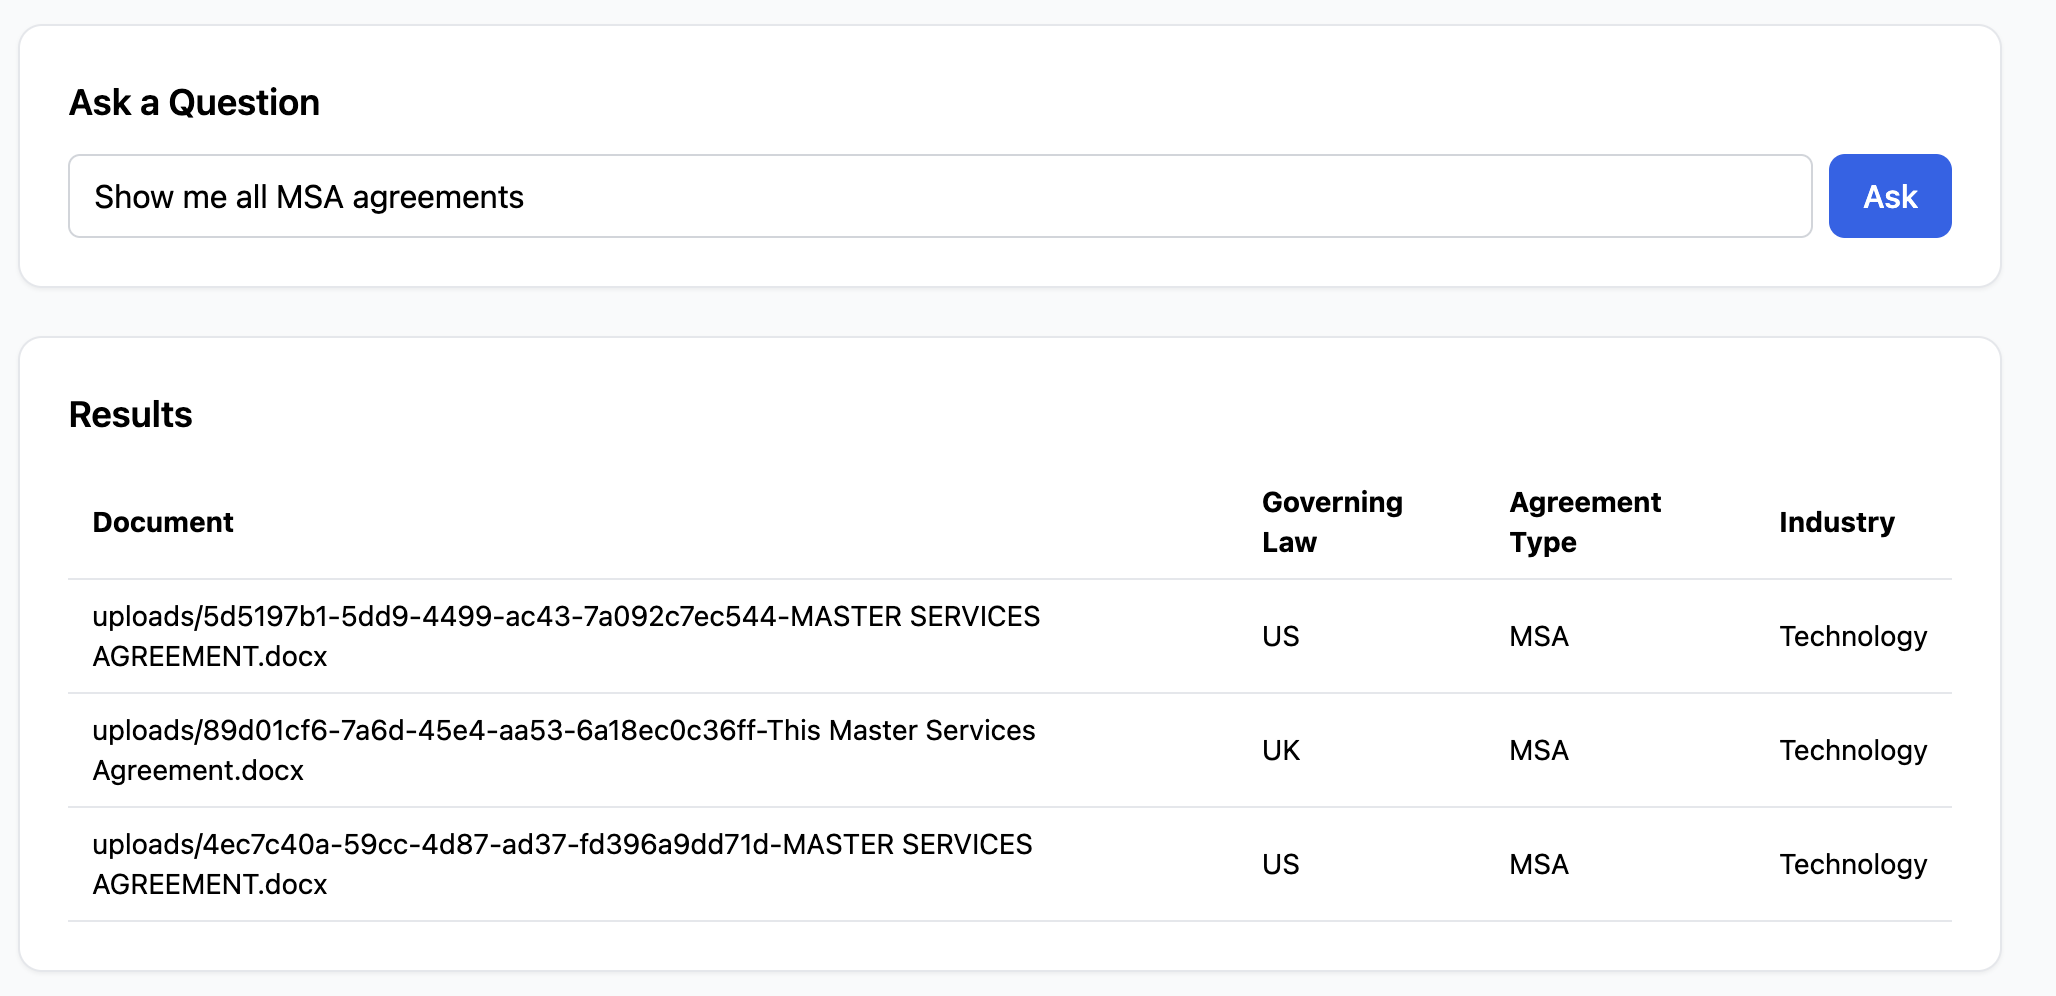 Ask a Question
Show me all MSA agreements
Ask
Results
Document
Governing
Law
Agreement
Type
Industry
uploads/5d5197b1-5dd9-4499-ac43-7a092c7ec544-MASTER SERVICES
AGREEMENT.docx
US
MSA
Technology
uploads/89d01cf6-7a6d-45e4-aa53-6a18ec0c36ff-This Master Services
Agreement.docx
UK
MSA
Technology
uploads/4ec7c40a-59cc-4d87-ad37-fd396a9dd71d-MASTER SERVICES
AGREEMENT.docx
US
MSA
Technology